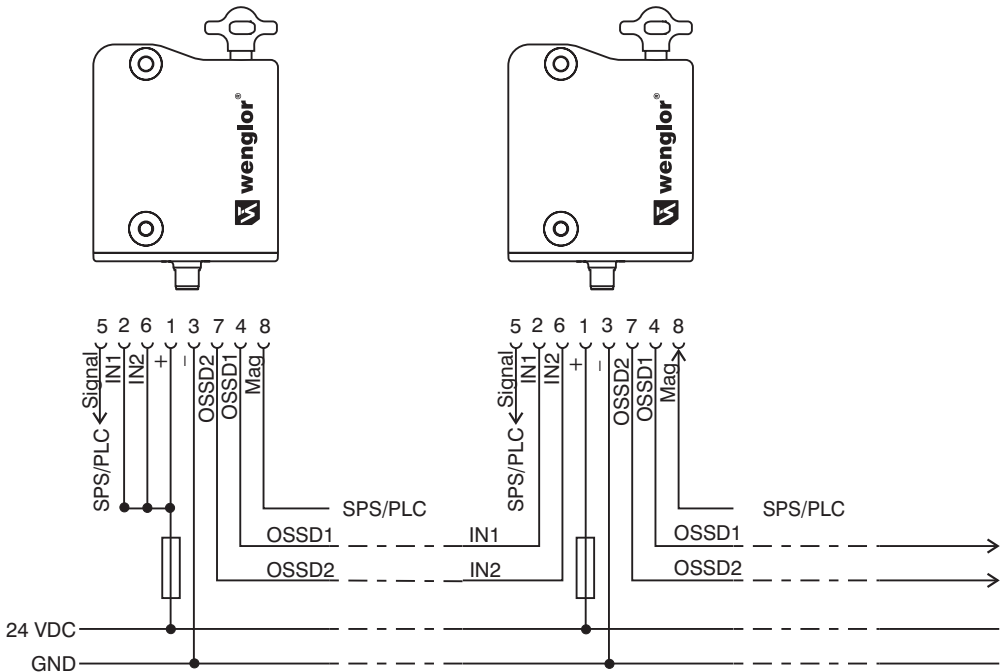 wenglor®
wenglor®
5 2 6 1 3 7 4 8
Signal
IN1
IN2
+
–
OSSD2
OSSD1
Mag
SPS/PLC
5 2 6 1 3 7 4 8
Signal
IN1
IN2
+
–
OSSD2
OSSD1
Mag
SPS/PLC
SPS/PLC
SPS/PLC
OSSD1
IN1
OSSD1
OSSD2
IN2
OSSD2
24 VDC
GND